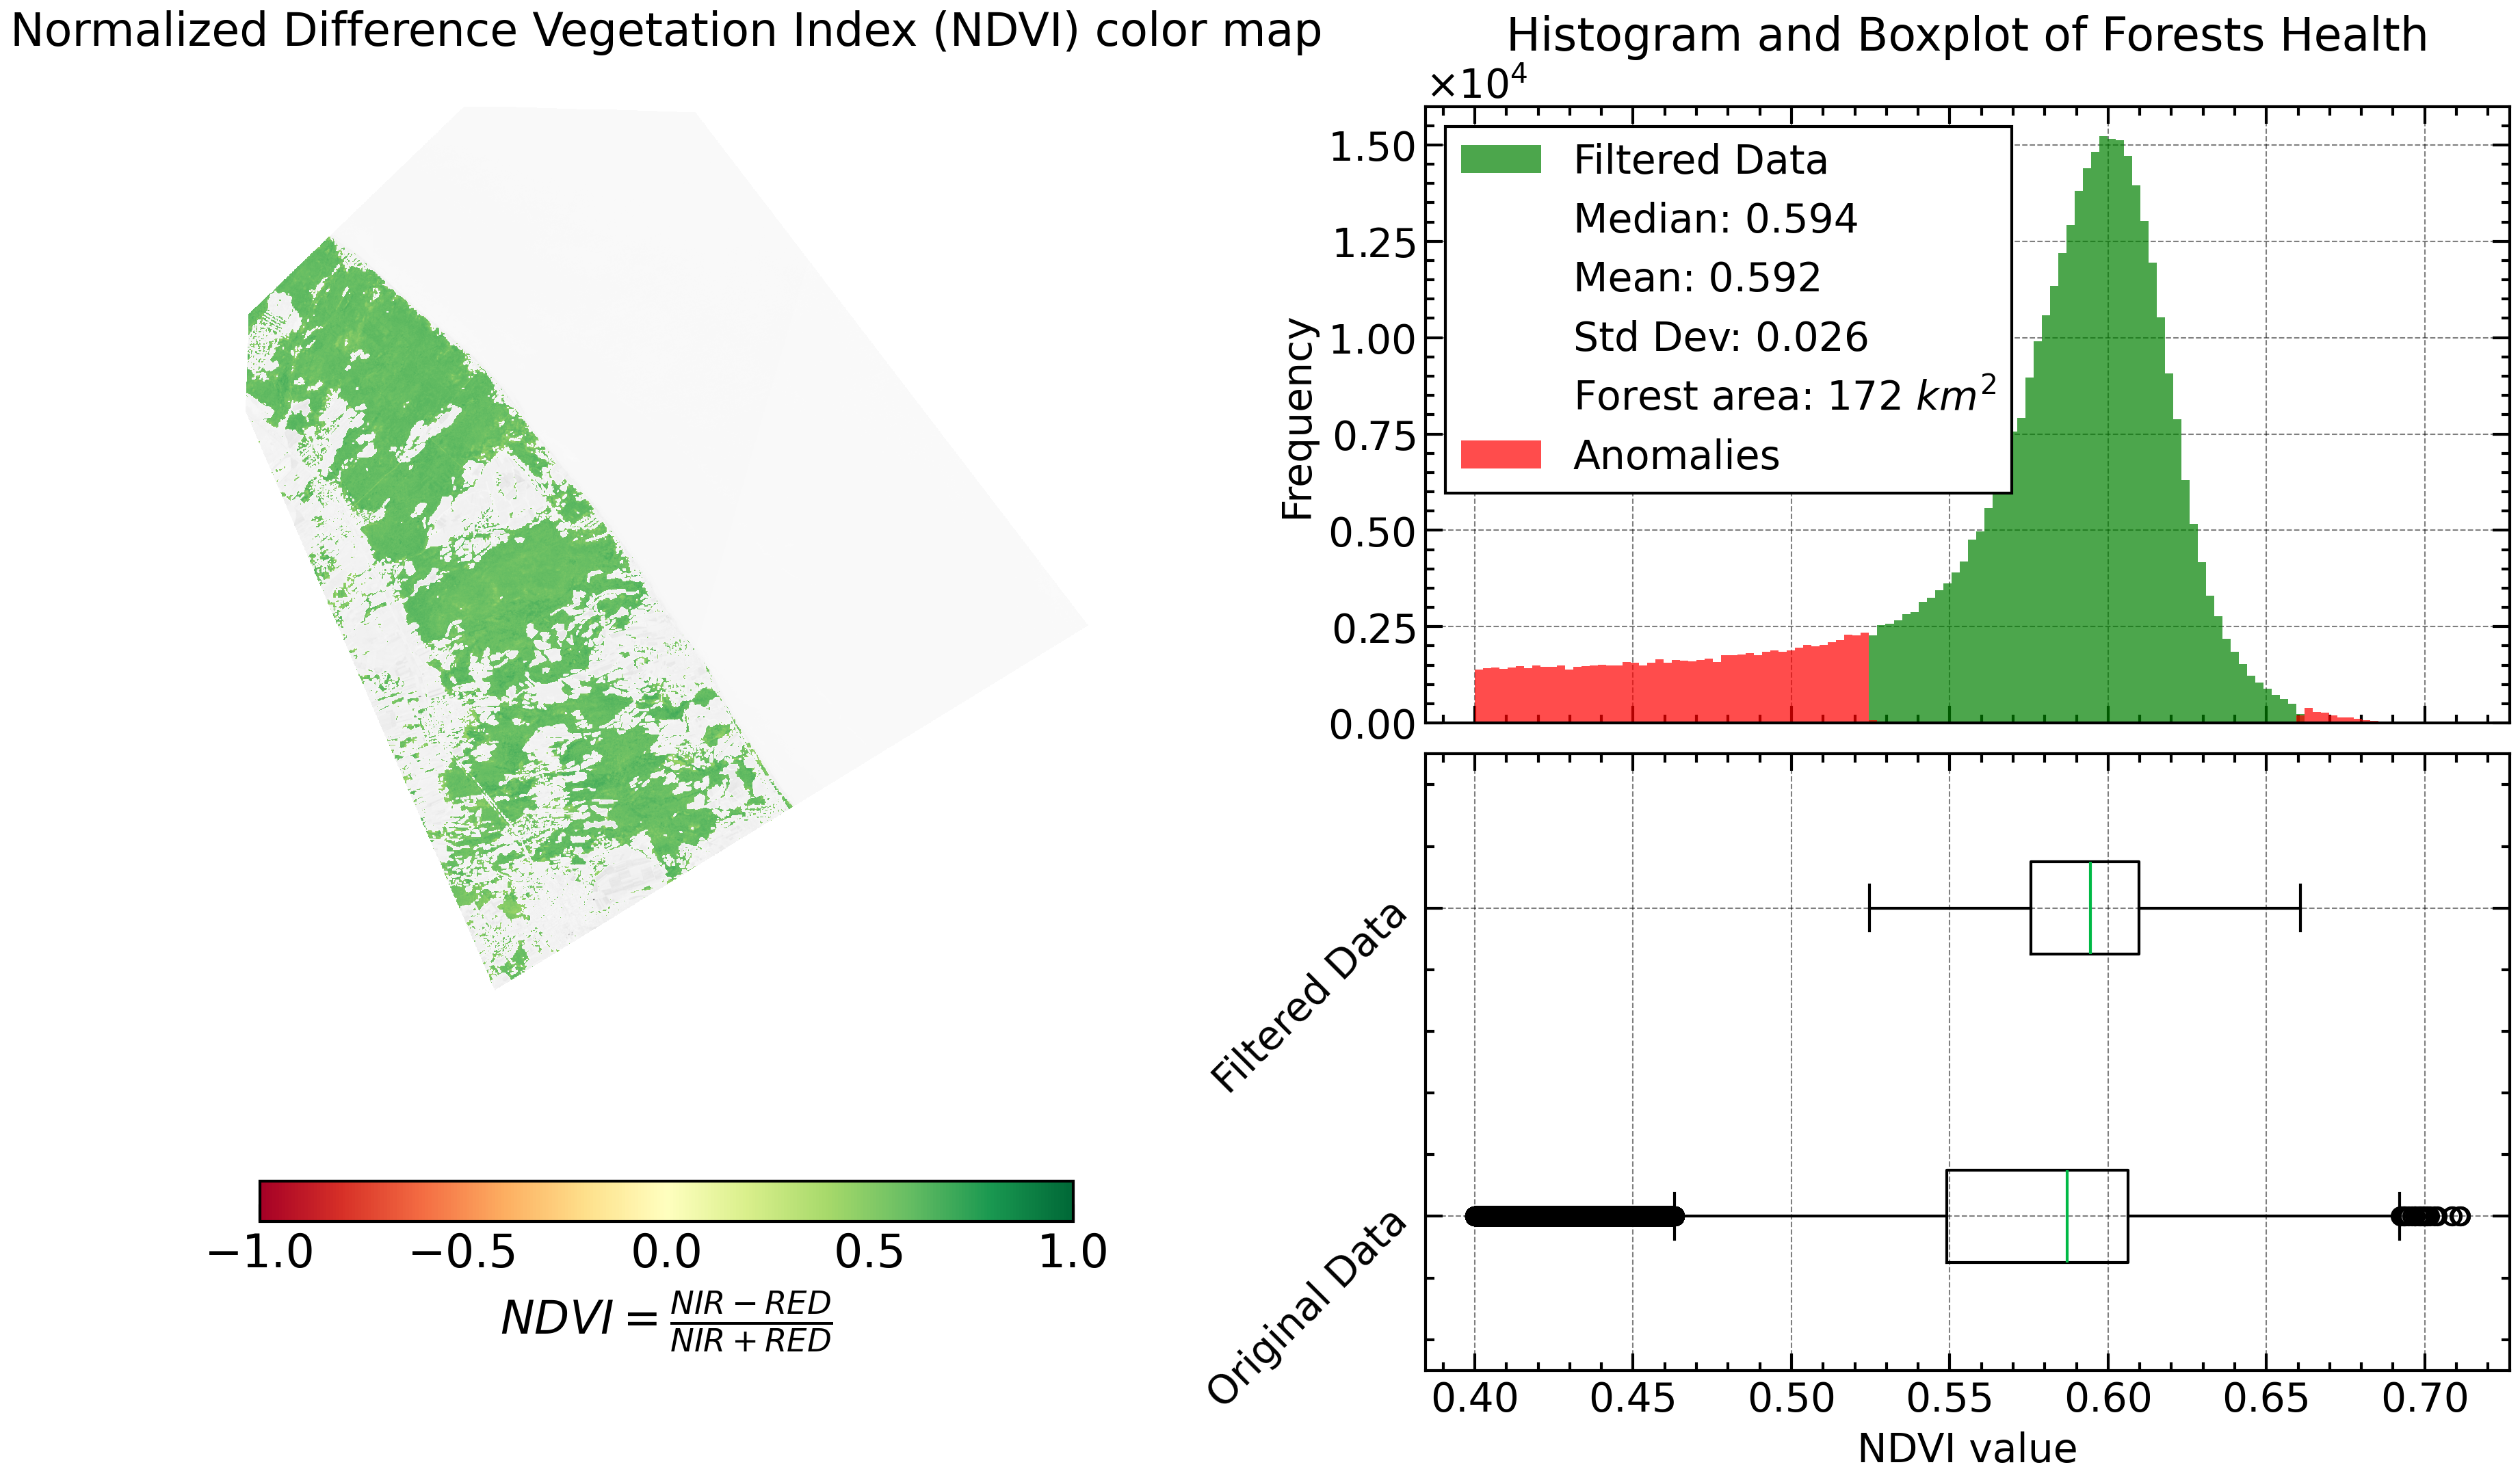 Normalized Difference Vegetation Index (NDVI) color map
−1.0 −0.5 0.0 0.5 1.0
NDVI = NIR − RED / NIR + RED
Histogram and Boxplot of Forests Health
×10⁴
1.50
1.25
1.00
0.75
0.50
0.25
0.00
Frequency
Filtered Data
Median: 0.594
Mean: 0.592
Std Dev: 0.026
Forest area: 172 km²
Anomalies
Filtered Data
Original Data
0.40 0.45 0.50 0.55 0.60 0.65 0.70
NDVI value